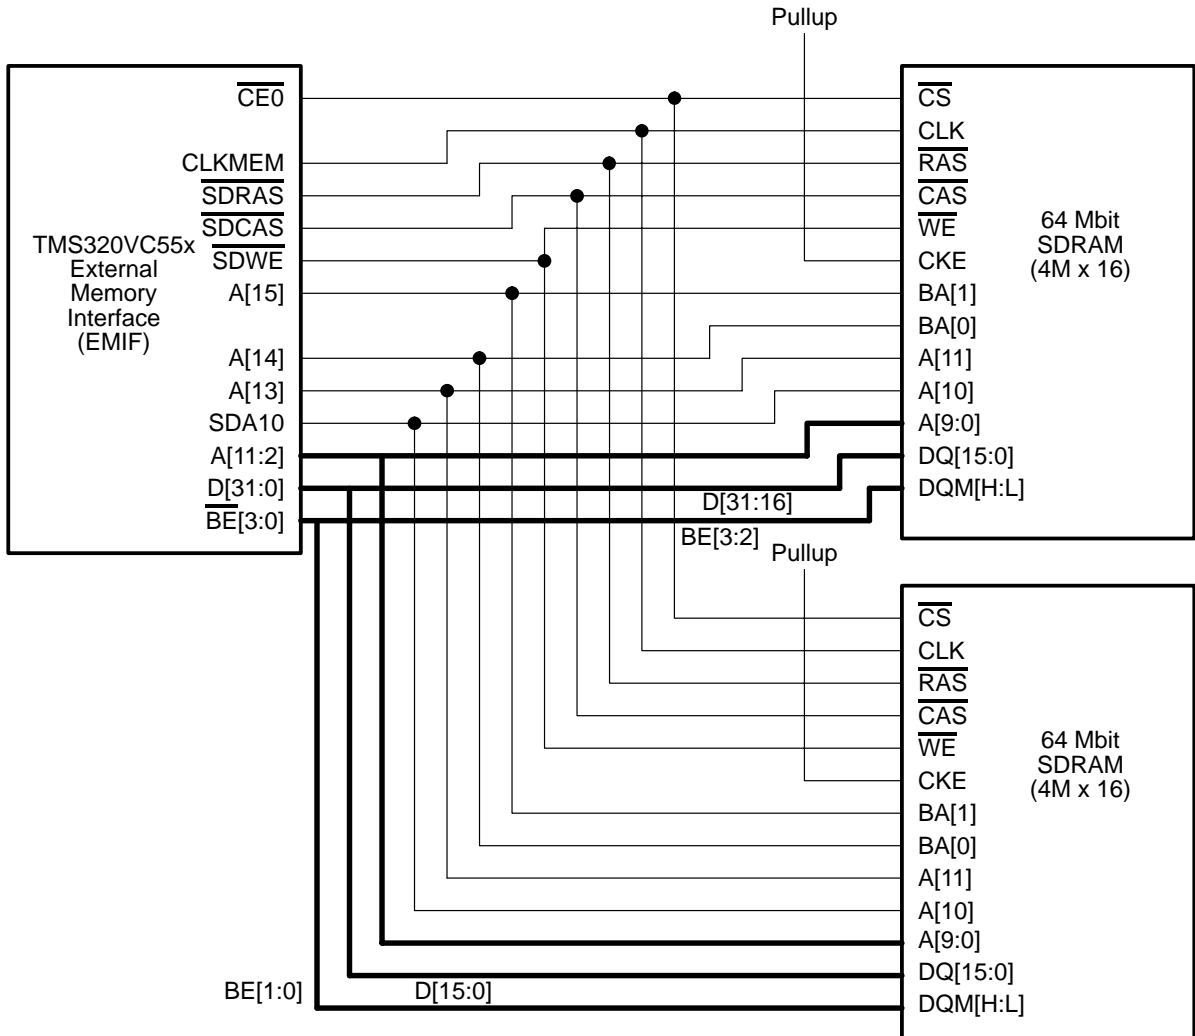 Pullup
CE0
CLKMEM
SDRAS
SDCAS
SDWE
A[15]
A[14]
A[13]
SDA10
A[11:2]
D[31:0]
BE[3:0]
TMS320VC55x
External
Memory
Interface
(EMIF)
CS
CLK
RAS
CAS
WE
CKE
BA[1]
BA[0]
A[11]
A[10]
A[9:0]
DQ[15:0]
DQM[H:L]
64 Mbit
SDRAM
(4M x 16)
D[31:16]
BE[3:2]
Pullup
CS
CLK
RAS
CAS
WE
CKE
BA[1]
BA[0]
A[11]
A[10]
A[9:0]
DQ[15:0]
DQM[H:L]
64 Mbit
SDRAM
(4M x 16)
BE[1:0]
D[15:0]